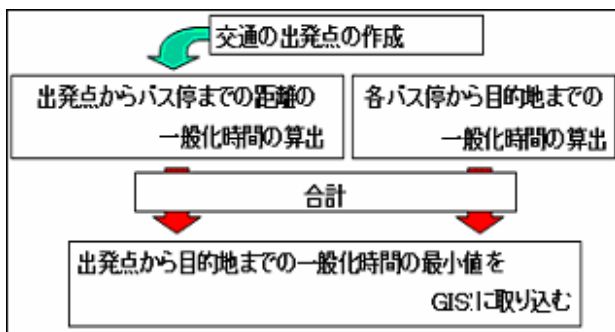 交通の出発点の作成
出発点からバス停までの距離の
一般化時間の算出
各バス停から目的地までの
一般化時間の算出
合計
出発点から目的地までの一般化時間の最小値を
GISに取り込む